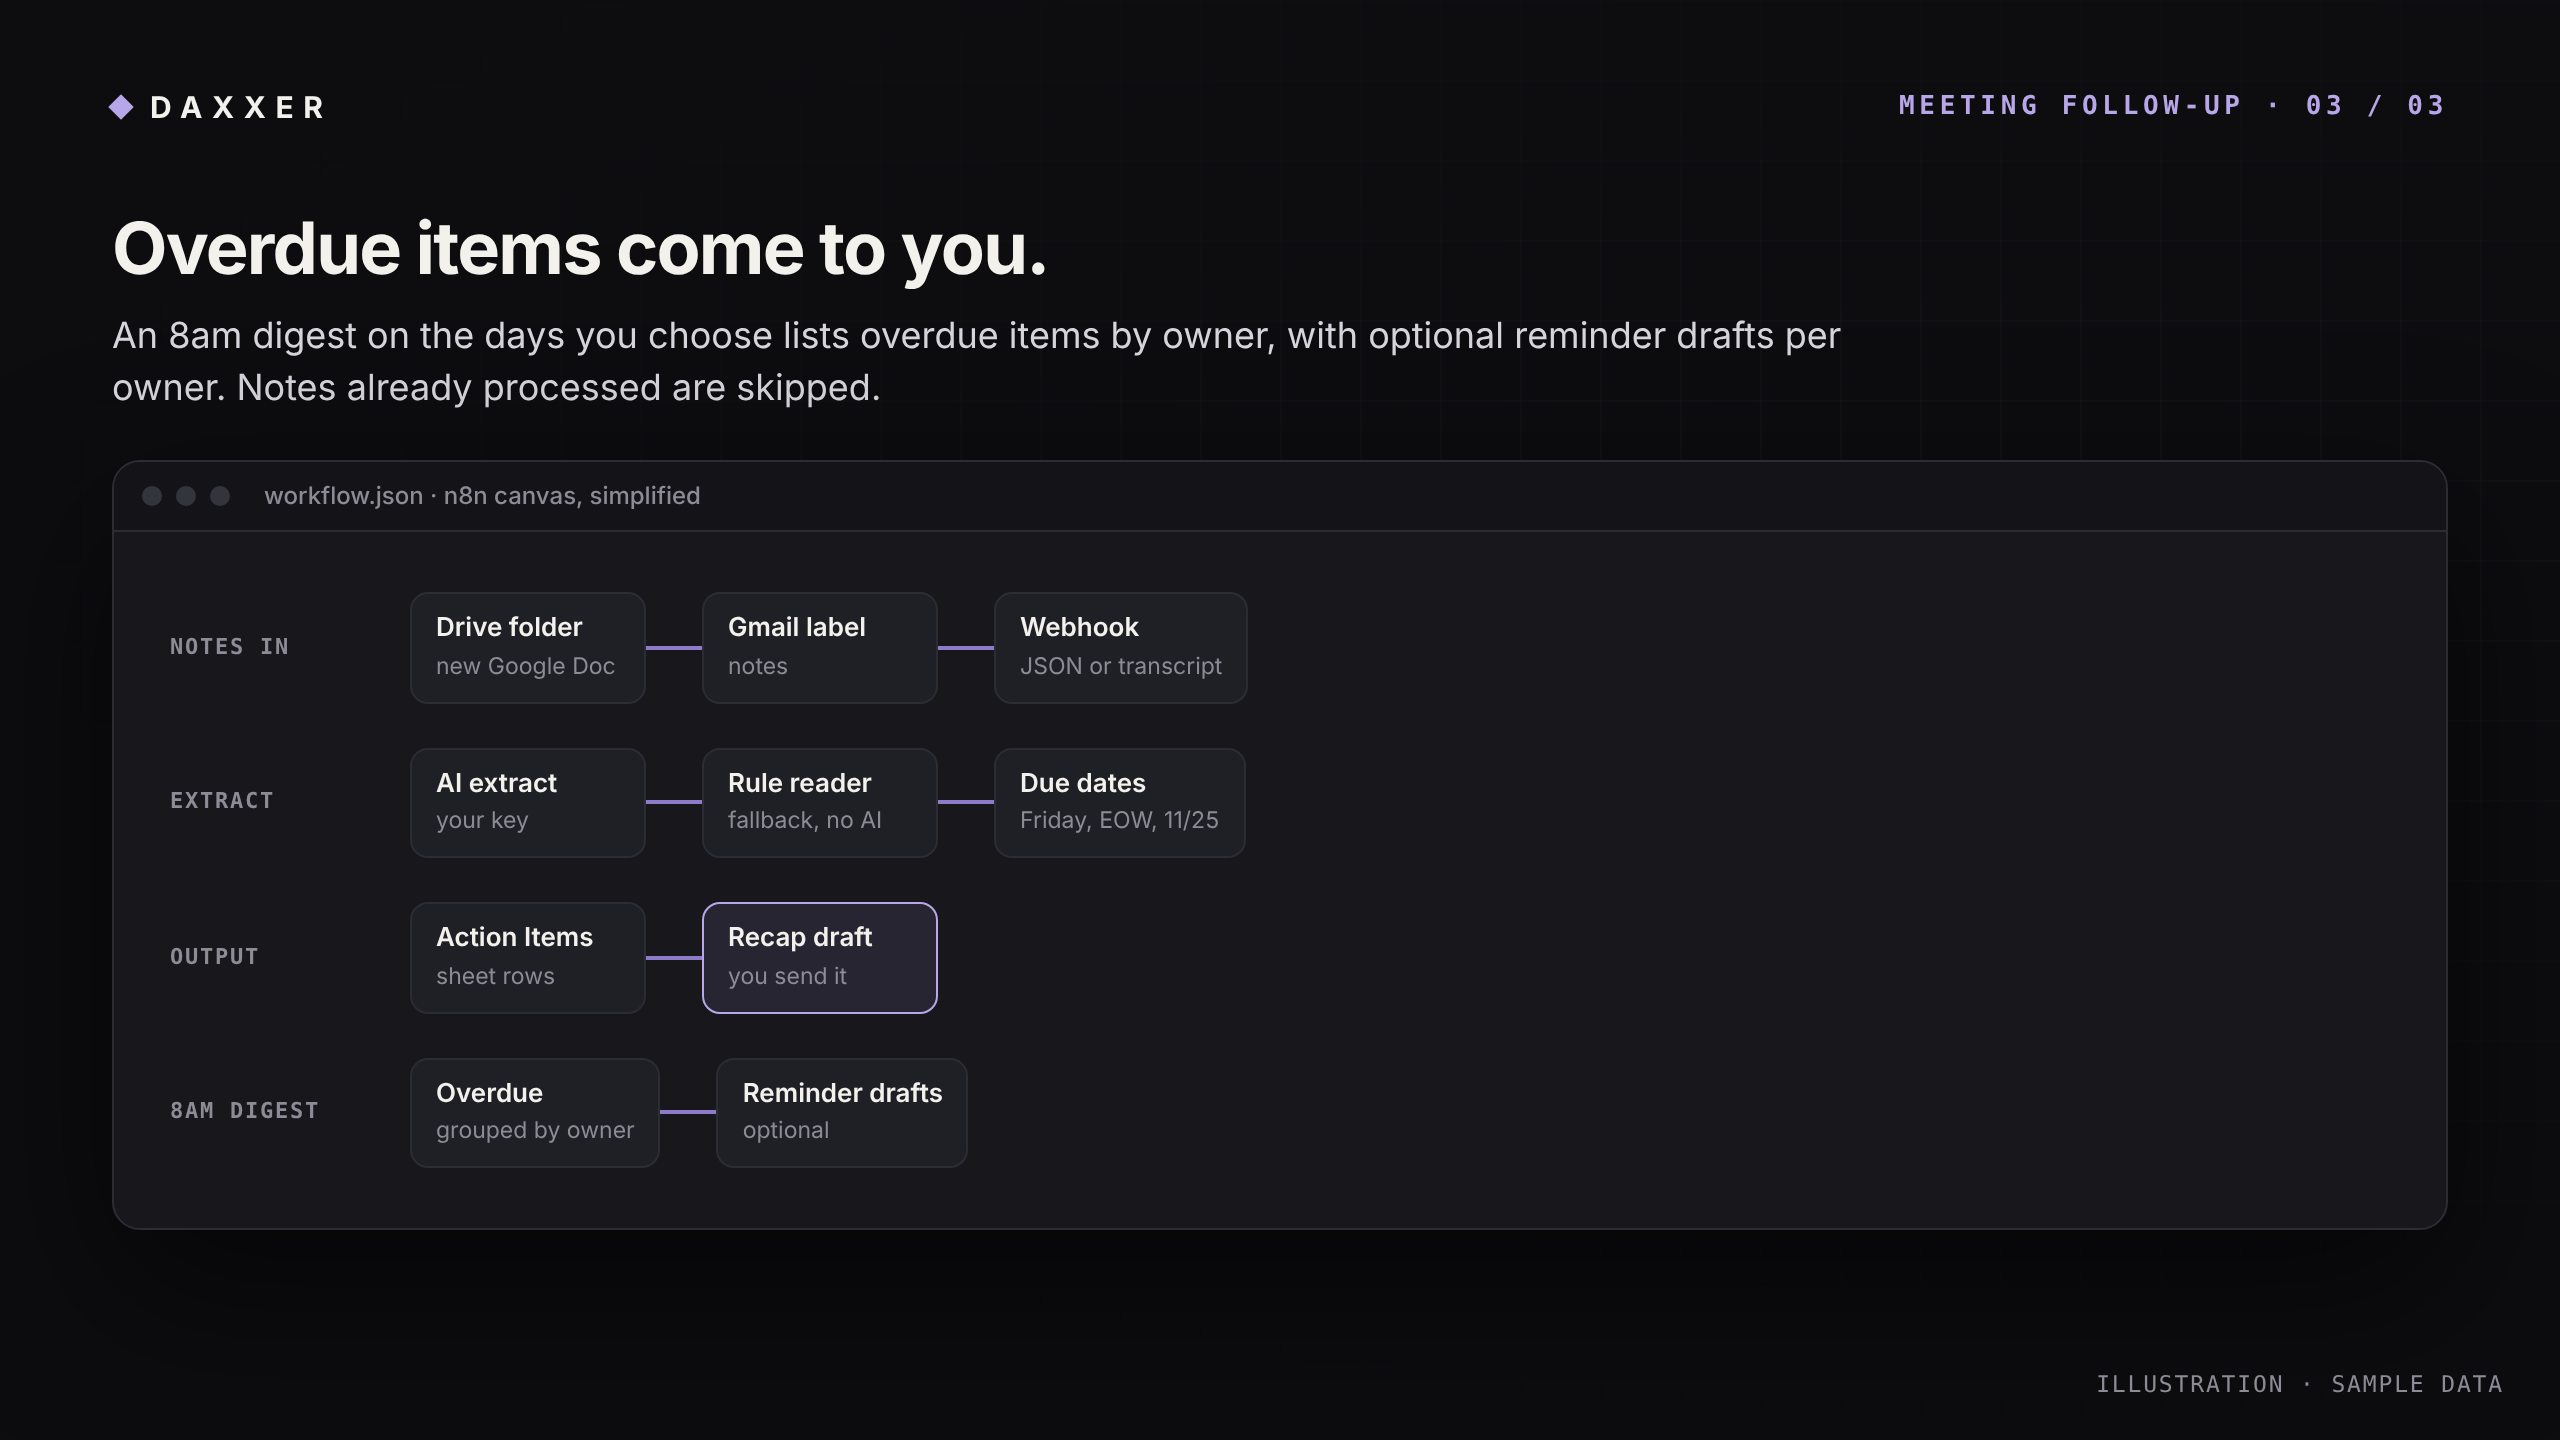 DAXXER
MEETING FOLLOW-UP · 03 / 03
Overdue items come to you.
An 8am digest on the days you choose lists overdue items by owner, with optional reminder drafts per
owner. Notes already processed are skipped.
workflow.json · n8n canvas, simplified
NOTES IN
Drive folder
new Google Doc
Gmail label
notes
Webhook
JSON or transcript
EXTRACT
AI extract
your key
Rule reader
fallback, no AI
Due dates
Friday, EOW, 11/25
OUTPUT
Action Items
sheet rows
Recap draft
you send it
8AM DIGEST
Overdue
grouped by owner
Reminder drafts
optional
ILLUSTRATION · SAMPLE DATA